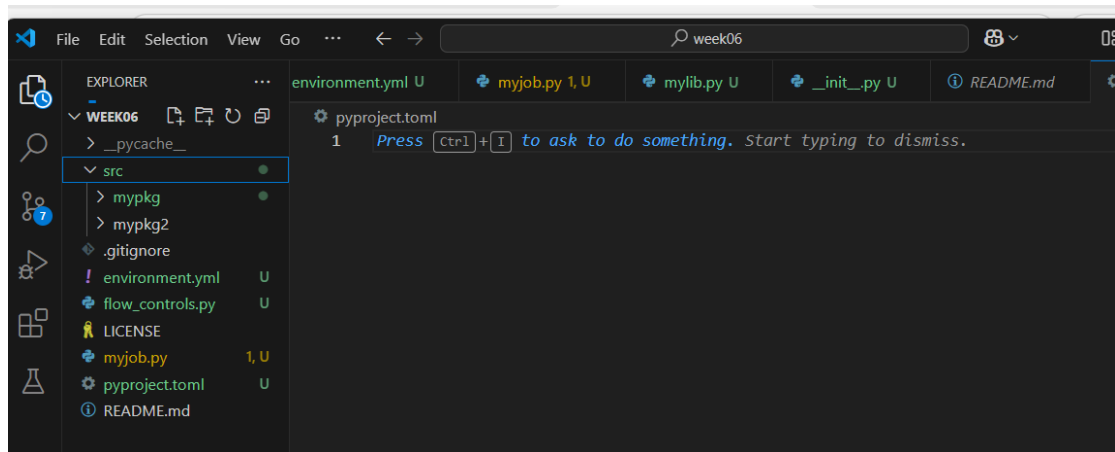 File Edit Selection View Go ··· week06
EXPLORER ···
environment.yml U myjob.py 1, U mylib.py U __init__.py U README.md
WEEK06
pyproject.toml
__pycache__
1 Press Ctrl+I to ask to do something. Start typing to dismiss.
src
mypkg
7
mypkg2
.gitignore
environment.yml U
flow_controls.py U
LICENSE
myjob.py 1, U
pyproject.toml U
README.md